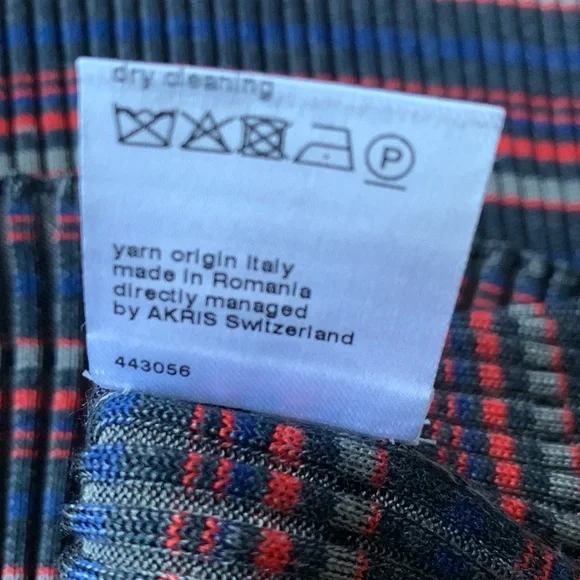 dry cleaning
P
yarn origin Italy
made in Romania
directly managed
by AKRIS Switzerland
443056